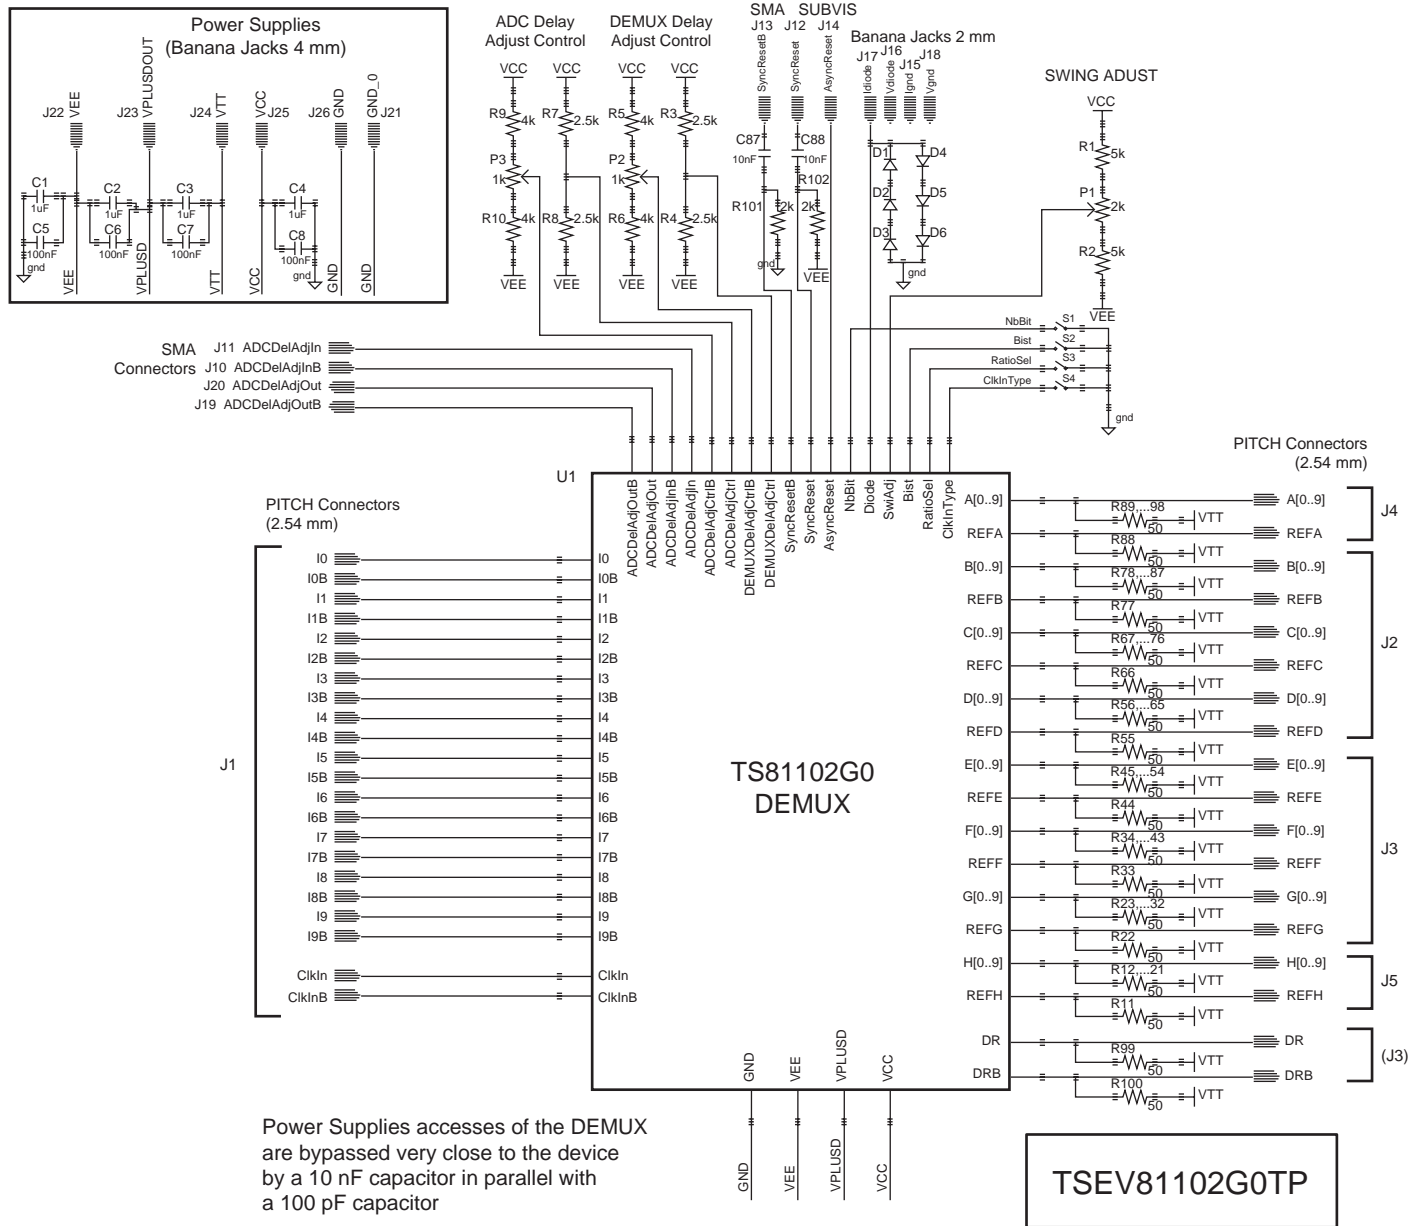 Power Supplies
(Banana Jacks 4 mm)
J22 VEE
J23 VPLUSDOUT
J24 VTT
VCC J25
J26 GND
GND_0 J21
C1
1uF
C5
100nF
gnd
C2
1uF
C6
100nF
C3
1uF
C7
100nF
C4
1uF
C8
100nF
gnd
VEE
VPLUSD
VTT
VCC
GND
GND
ADC Delay
Adjust Control
VCC VCC
R9 4k R7 2.5k
P3
1k
R10 4k R8 2.5k
VEE VEE
DEMUX Delay
Adjust Control
VCC VCC
R5 4k R3 2.5k
P2
1k
R6 4k R4 2.5k
VEE VEE
SMA SUBVIS
J13 J12 J14
SyncResetB
SyncReset
AsyncReset
C87
10nF
C88
10nF
R102
R101 2k 2k
gnd
VEE
Banana Jacks 2 mm
J17 J16 J15 J18
Idiode
Vdiode
Ignd
Vgnd
D1 D4
D2 D5
D3 D6
gnd
SWING ADUST
VCC
R1 5k
P1
2k
R2 5k
VEE
NbBit S1
Bist S2
RatioSel S3
ClkInType S4
gnd
SMA
Connectors
J11 ADCDelAdjIn
J10 ADCDelAdjInB
J20 ADCDelAdjOut
J19 ADCDelAdjOutB
U1
ADCDelAdjOutB
ADCDelAdjOut
ADCDelAdjInB
ADCDelAdjIn
ADCDelAdjCtrlB
ADCDelAdjCtrl
DEMUXDelAdjCtrlB
DEMUXDelAdjCtrl
SyncResetB
SyncReset
AsyncReset
NbBit
Diode
SwiAdj
Bist
RatioSel
ClkInType
PITCH Connectors
(2.54 mm)
J1
I0 I0
I0B I0B
I1 I1
I1B I1B
I2 I2
I2B I2B
I3 I3
I3B I3B
I4 I4
I4B I4B
I5 I5
I5B I5B
I6 I6
I6B I6B
I7 I7
I7B I7B
I8 I8
I8B I8B
I9 I9
I9B I9B
ClkIn ClkIn
ClkInB ClkInB
TS81102G0
DEMUX
PITCH Connectors
(2.54 mm)
A[0..9] A[0..9]
R89,...98 50 VTT
REFA REFA
R88 50 VTT
J4
B[0..9] B[0..9]
R78,...87 50 VTT
REFB REFB
R77 50 VTT
C[0..9] C[0..9]
R67,...76 50 VTT
REFC REFC
R66 50 VTT
D[0..9] D[0..9]
R56,...65 50 VTT
REFD REFD
R55 50 VTT
J2
E[0..9] E[0..9]
R45,...54 50 VTT
REFE REFE
R44 50 VTT
F[0..9] F[0..9]
R34,...43 50 VTT
REFF REFF
R33 50 VTT
G[0..9] G[0..9]
R23,...32 50 VTT
REFG REFG
R22 50 VTT
J3
H[0..9] H[0..9]
R12,...21 50 VTT
REFH REFH
R11 50 VTT
J5
DR DR
R99 50 VTT
DRB DRB
R100 50 VTT
(J3)
GND
VEE
VPLUSD
VCC
GND
VEE
VPLUSD
VCC
Power Supplies accesses of the DEMUX
are bypassed very close to the device
by a 10 nF capacitor in parallel with
a 100 pF capacitor
TSEV81102G0TP